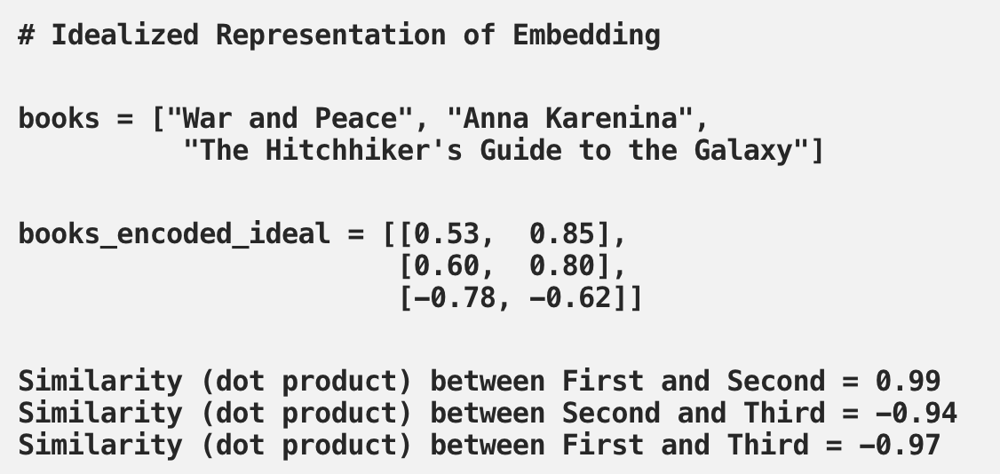 # Idealized Representation of Embedding
books = ["War and Peace", "Anna Karenina",
"The Hitchhiker's Guide to the Galaxy"]
books_encoded_ideal = [[0.53, 0.85],
[0.60, 0.80],
[−0.78, −0.62]]
Similarity (dot product) between First and Second = 0.99
Similarity (dot product) between Second and Third = −0.94
Similarity (dot product) between First and Third = −0.97